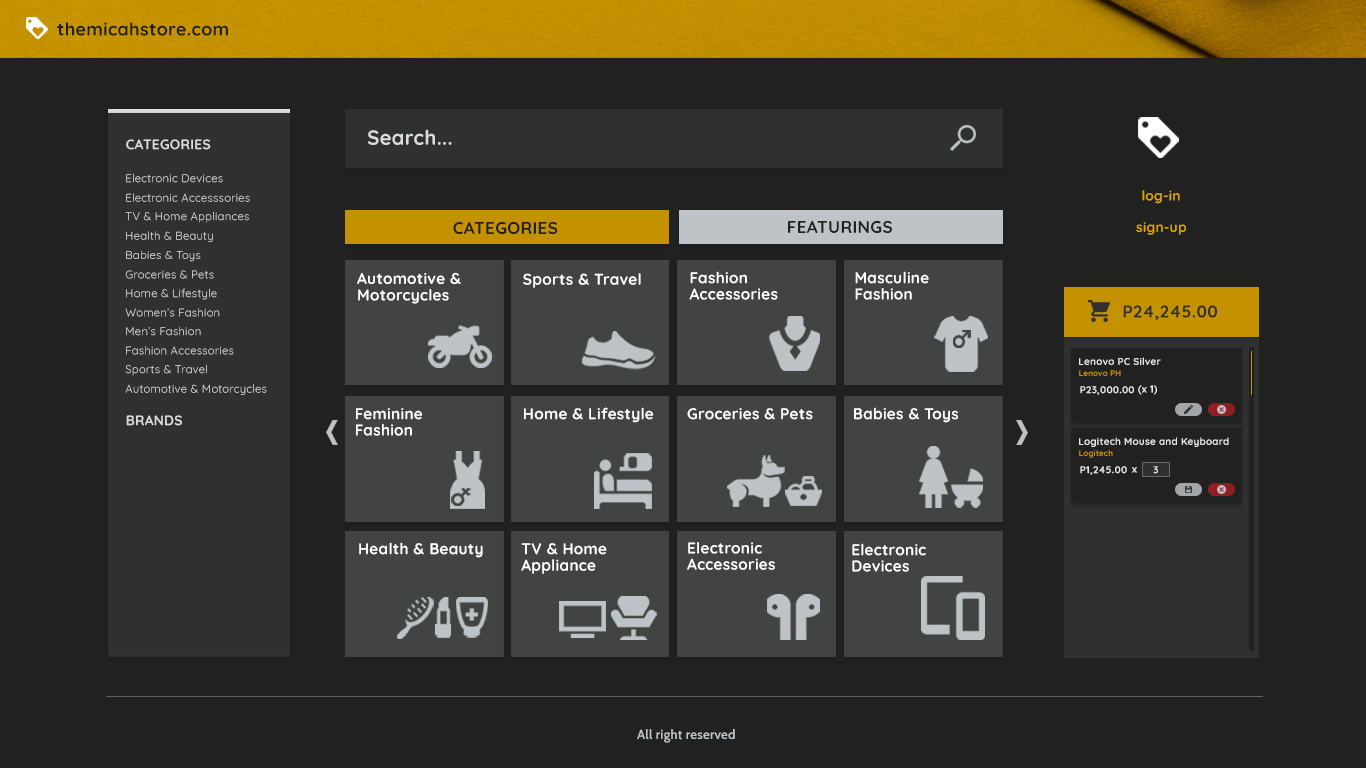 themicahstore.com
CATEGORIES
Electronic Devices
Electronic Accesssories
TV & Home Appliances
Health & Beauty
Babies & Toys
Groceries & Pets
Home & Lifestyle
Women's Fashion
Men's Fashion
Fashion Accessories
Sports & Travel
Automotive & Motorcycles
BRANDS
Search...
CATEGORIES
FEATURINGS
Automotive &
Motorcycles
Sports & Travel
Fashion
Accessories
Masculine
Fashion
Feminine
Fashion
Home & Lifestyle
Groceries & Pets
Babies & Toys
Health & Beauty
TV & Home
Appliance
Electronic
Accessories
Electronic
Devices
log-in
sign-up
P24,245.00
Lenovo PC Silver
Lenovo PH
P23,000.00 (x 1)
Logitech Mouse and Keyboard
Logitech
P1,245.00 x 3
All right reserved